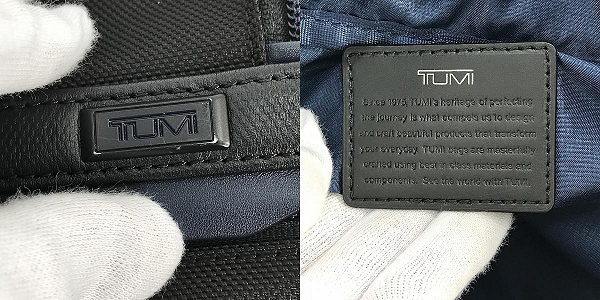 TUMI
TUMI
Since 1975, TUMI's heritage of perfecting
the journey is what compels us to design
and craft beautiful products that transform
your everyday. TUMI bags are masterfully
crafted using best in class materials and
components. See the world with TUMI.